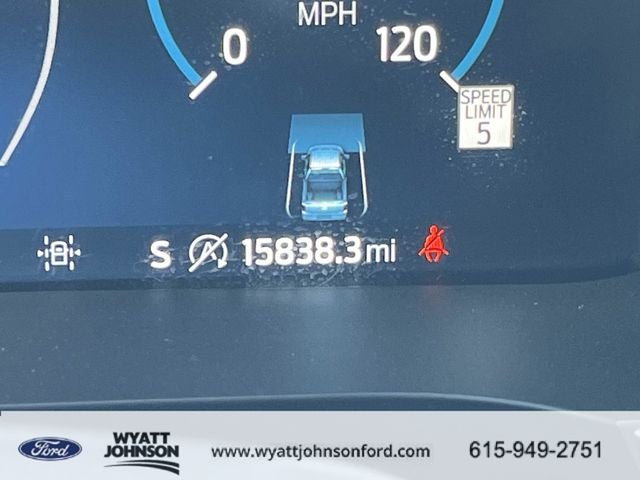 MPH
0 120
SPEED
LIMIT
5
S A 15838.3 mi
Ford WYATT JOHNSON www.wyattjohnsonford.com 615-949-2751